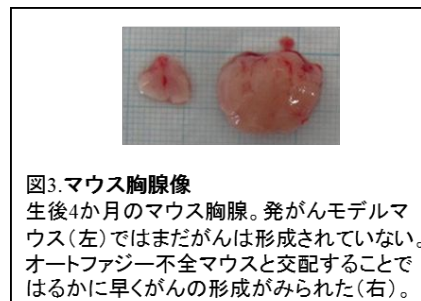 図3.マウス胸腺像
生後4か月のマウス胸腺。発がんモデルマ
ウス(左)ではまだがんは形成されていない。
オートファジー不全マウスと交配することで
はるかに早くがんの形成がみられた(右)。